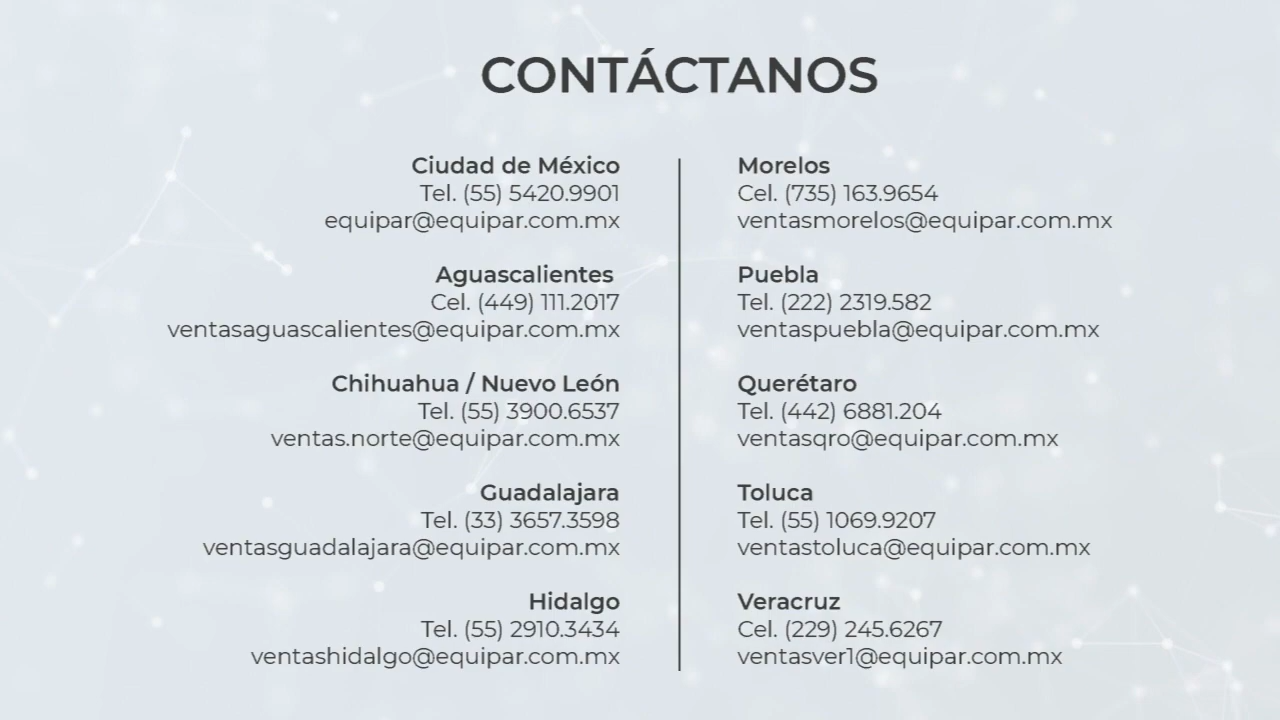 CONTÁCTANOS
Ciudad de México
Tel. (55) 5420.9901
equipar@equipar.com.mx
Aguascalientes
Cel. (449) 111.2017
ventasaguascalientes@equipar.com.mx
Chihuahua / Nuevo León
Tel. (55) 3900.6537
ventas.norte@equipar.com.mx
Guadalajara
Tel. (33) 3657.3598
ventasguadalajara@equipar.com.mx
Hidalgo
Tel. (55) 2910.3434
ventashidalgo@equipar.com.mx
Morelos
Cel. (735) 163.9654
ventasmorelos@equipar.com.mx
Puebla
Tel. (222) 2319.582
ventaspuebla@equipar.com.mx
Querétaro
Tel. (442) 6881.204
ventasqro@equipar.com.mx
Toluca
Tel. (55) 1069.9207
ventastoluca@equipar.com.mx
Veracruz
Cel. (229) 245.6267
ventasver1@equipar.com.mx